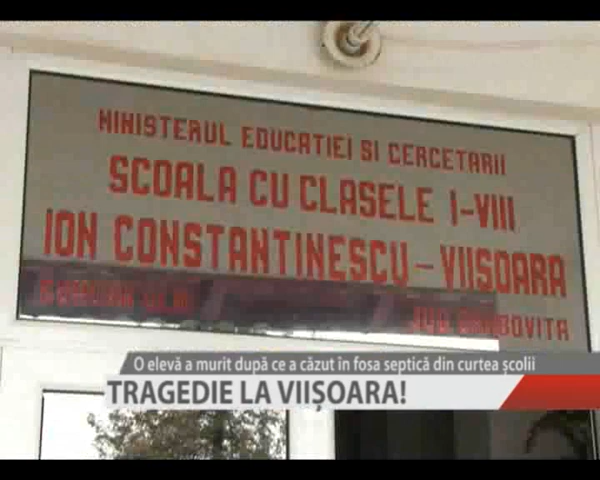 MINISTERUL EDUCATIEI SI CERCETARII
SCOALA CU CLASELE I-VIII
ION CONSTANTINESCU - VIISOARA
JUD DAMBOVITA
O elevă a murit după ce a căzut în fosa septică din curtea școlii
TRAGEDIE LA VIIȘOARA!